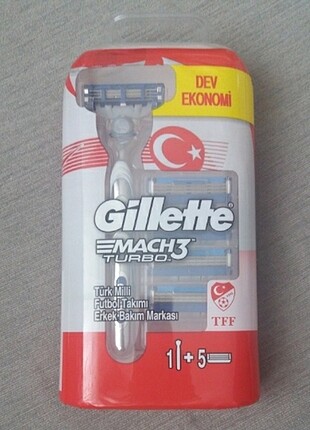 DEV
EKONOMİ
Gillette
MACH3
TURBO
Türk Milli
Futbol Takımı
Erkek Bakım Markası
TFF
1 + 5